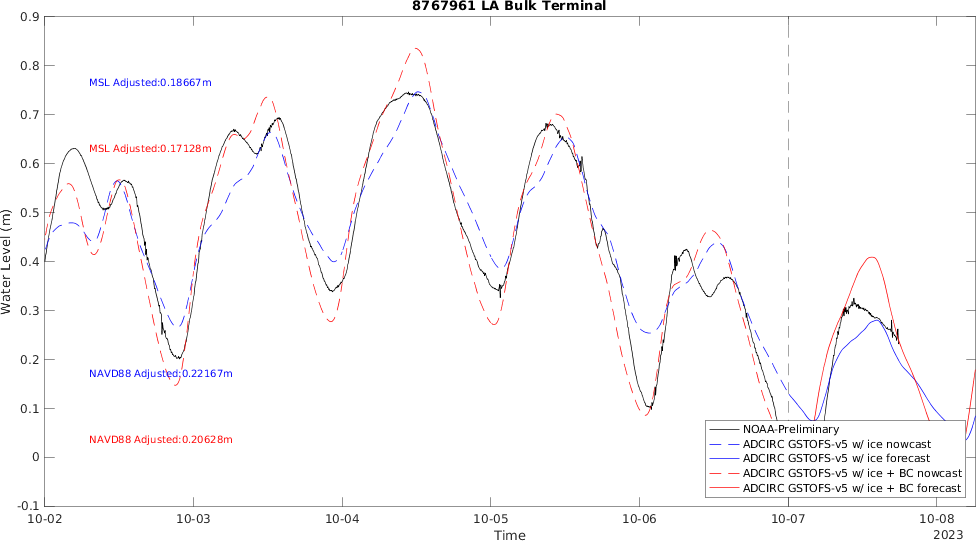 8767961 LA Bulk Terminal
0.9
0.8
0.7
0.6
0.5
0.4
0.3
0.2
0.1
0
-0.1
Water Level (m)
MSL Adjusted:0.18667m
MSL Adjusted:0.17128m
NAVD88 Adjusted:0.22167m
NAVD88 Adjusted:0.20628m
NOAA-Preliminary
ADCIRC GSTOFS-v5 w/ ice nowcast
ADCIRC GSTOFS-v5 w/ ice forecast
ADCIRC GSTOFS-v5 w/ ice + BC nowcast
ADCIRC GSTOFS-v5 w/ ice + BC forecast
10-02 10-03 10-04 10-05 10-06 10-07 10-08
Time
2023